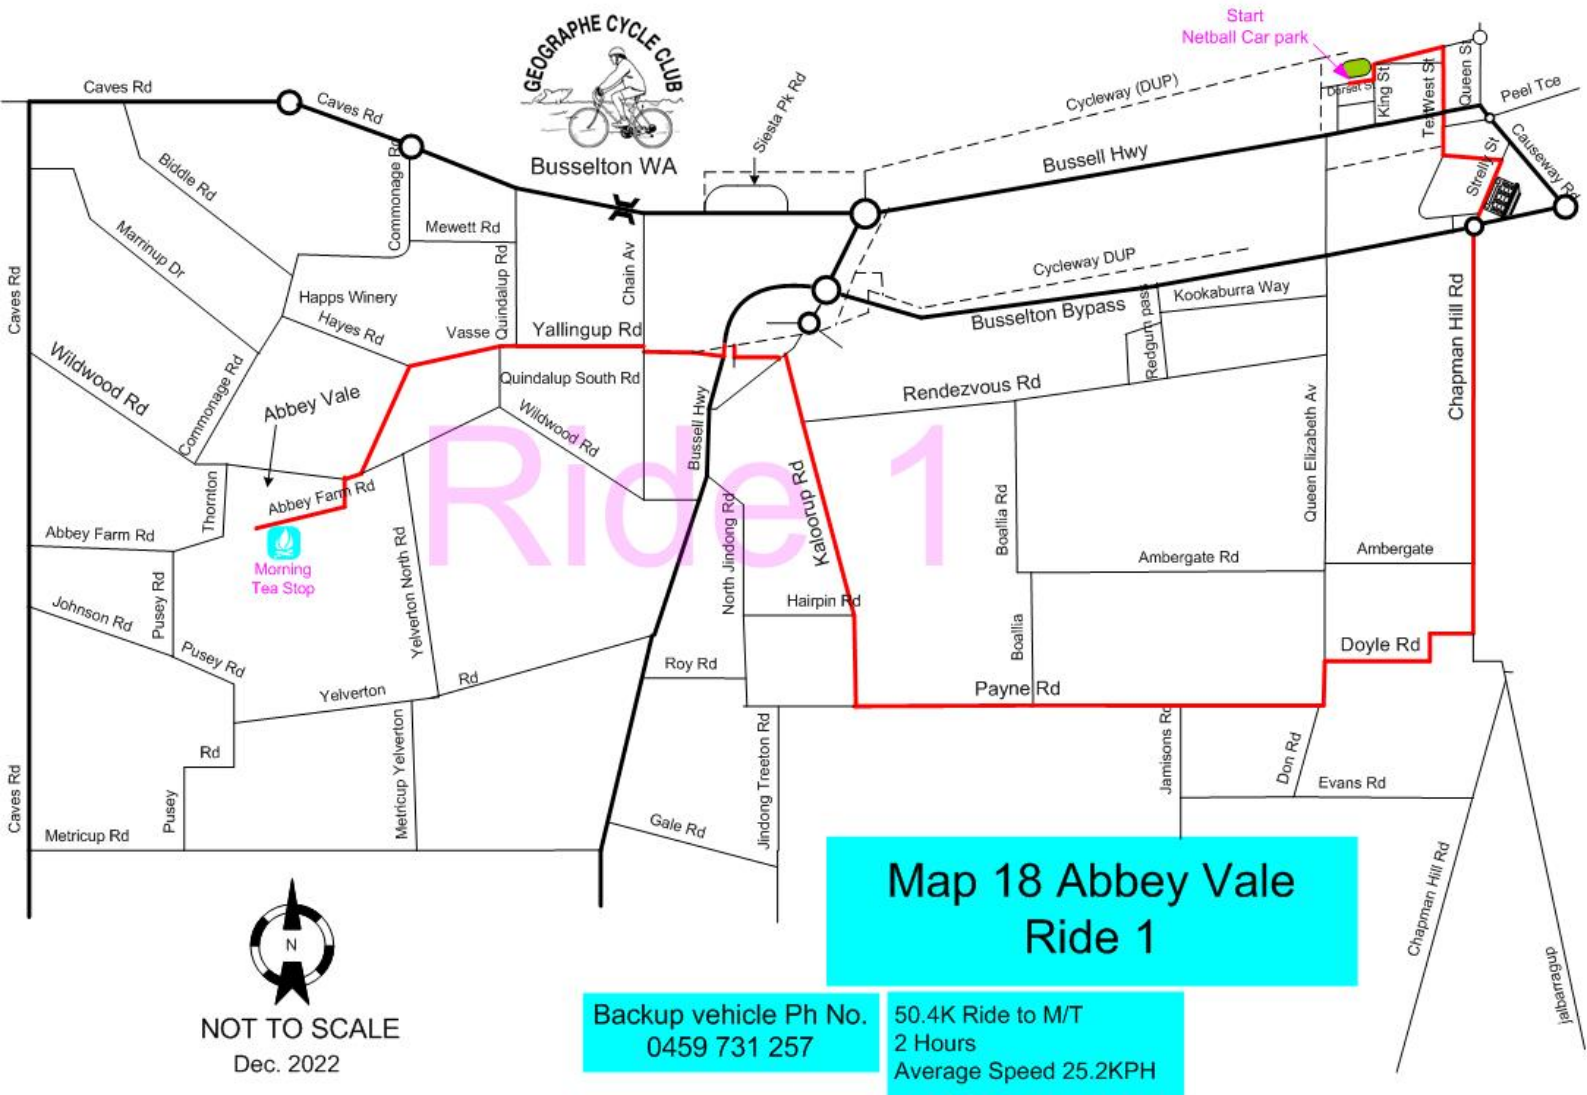 Start
Netball Car park
GEOGRAPHE CYCLE CLUB
Busselton WA
Caves Rd
Caves Rd
Siesta Pk Rd
Cycleway (DUP)
Dorset St
King St
West St
Queen St
Peel Tce
Causeway Rd
Strelly St
Bussell Hwy
Commonage Rd
Biddle Rd
Mewett Rd
Marrinup Dr
Quindalup Rd
Chain Av
Cycleway DUP
Kookaburra Way
Caves Rd
Happs Winery
Hayes Rd
Vasse
Yallingup Rd
Busselton Bypass
Redgum pass
Chapman Hill Rd
Wildwood Rd
Commonage Rd
Abbey Vale
Quindalup South Rd
Wildwood Rd
Bussell Hwy
Rendezvous Rd
Queen Elizabeth Av
Ride 1
Kaloorup Rd
Abbey Farm Rd
Thornton
Abbey Farm Rd
Morning
Tea Stop
Yelverton North Rd
North Jindong Rd
Boallia Rd
Ambergate Rd
Ambergate
Johnson Rd
Pusey Rd
Pusey Rd
Hairpin Rd
Boallia
Doyle Rd
Roy Rd
Rd
Yelverton
Payne Rd
Rd
Pusey
Metricup Yelverton
Jindong Treeton Rd
Jamisons Rd
Don Rd
Evans Rd
Caves Rd
Metricup Rd
Gale Rd
Chapman Hill Rd
jalbarragup
Map 18 Abbey Vale
Ride 1
N
NOT TO SCALE
Dec. 2022
Backup vehicle Ph No.
0459 731 257
50.4K Ride to M/T
2 Hours
Average Speed 25.2KPH